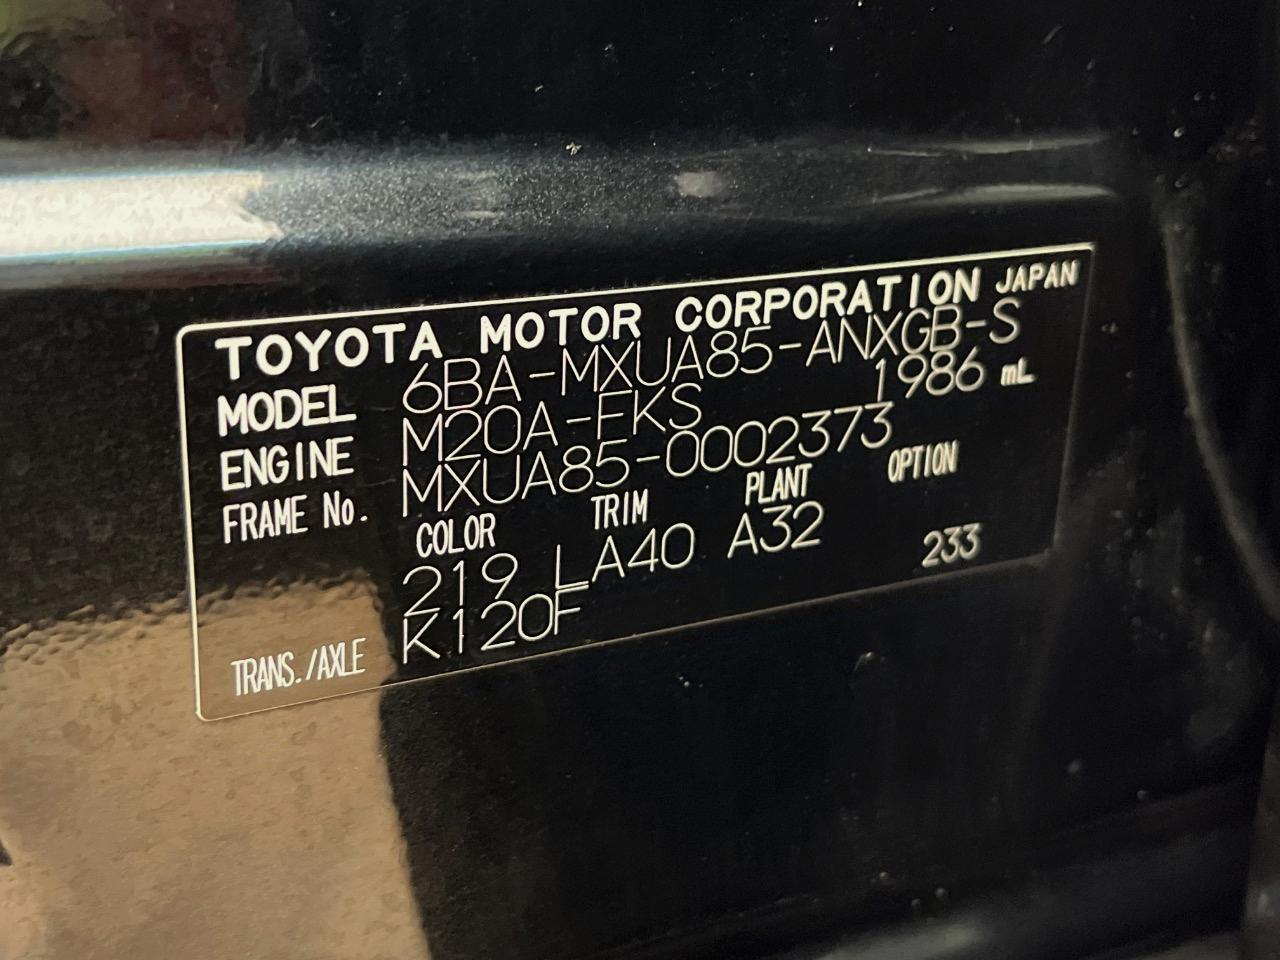 TOYOTA MOTOR CORPORATION JAPAN
MODEL 6BA-MXUA85-ANXGB-S
ENGINE M20A-FKS 1986 mL
FRAME No. MXUA85-0002373
COLOR TRIM PLANT OPTION
219 LA40 A32 233
TRANS./AXLE K120F